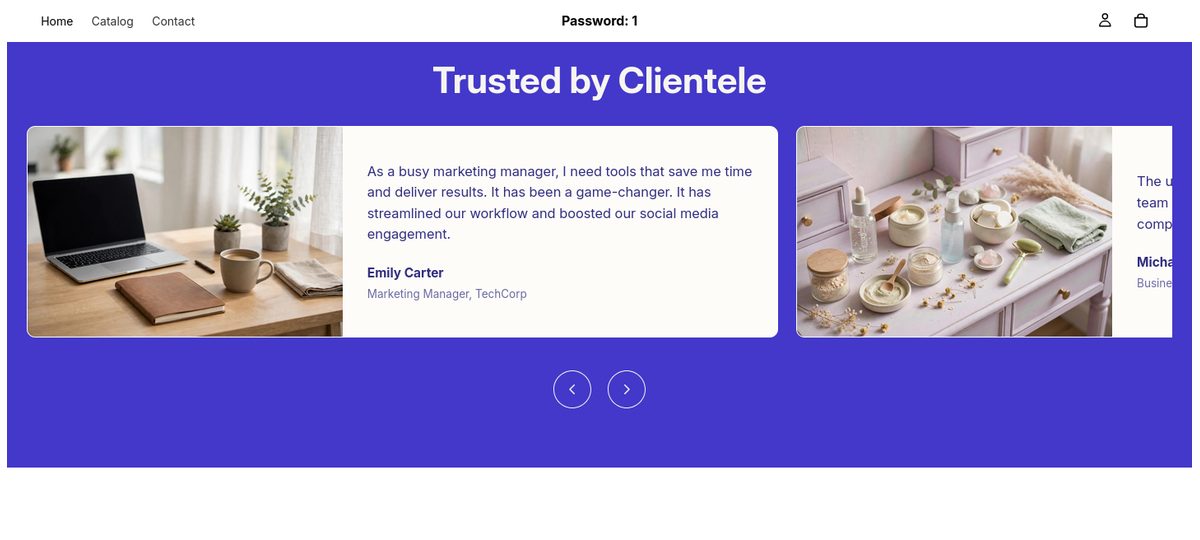 Home Catalog Contact
Password: 1
Trusted by Clientele
As a busy marketing manager, I need tools that save me time
and deliver results. It has been a game-changer. It has
streamlined our workflow and boosted our social media
engagement.
Emily Carter
Marketing Manager, TechCorp
The
team